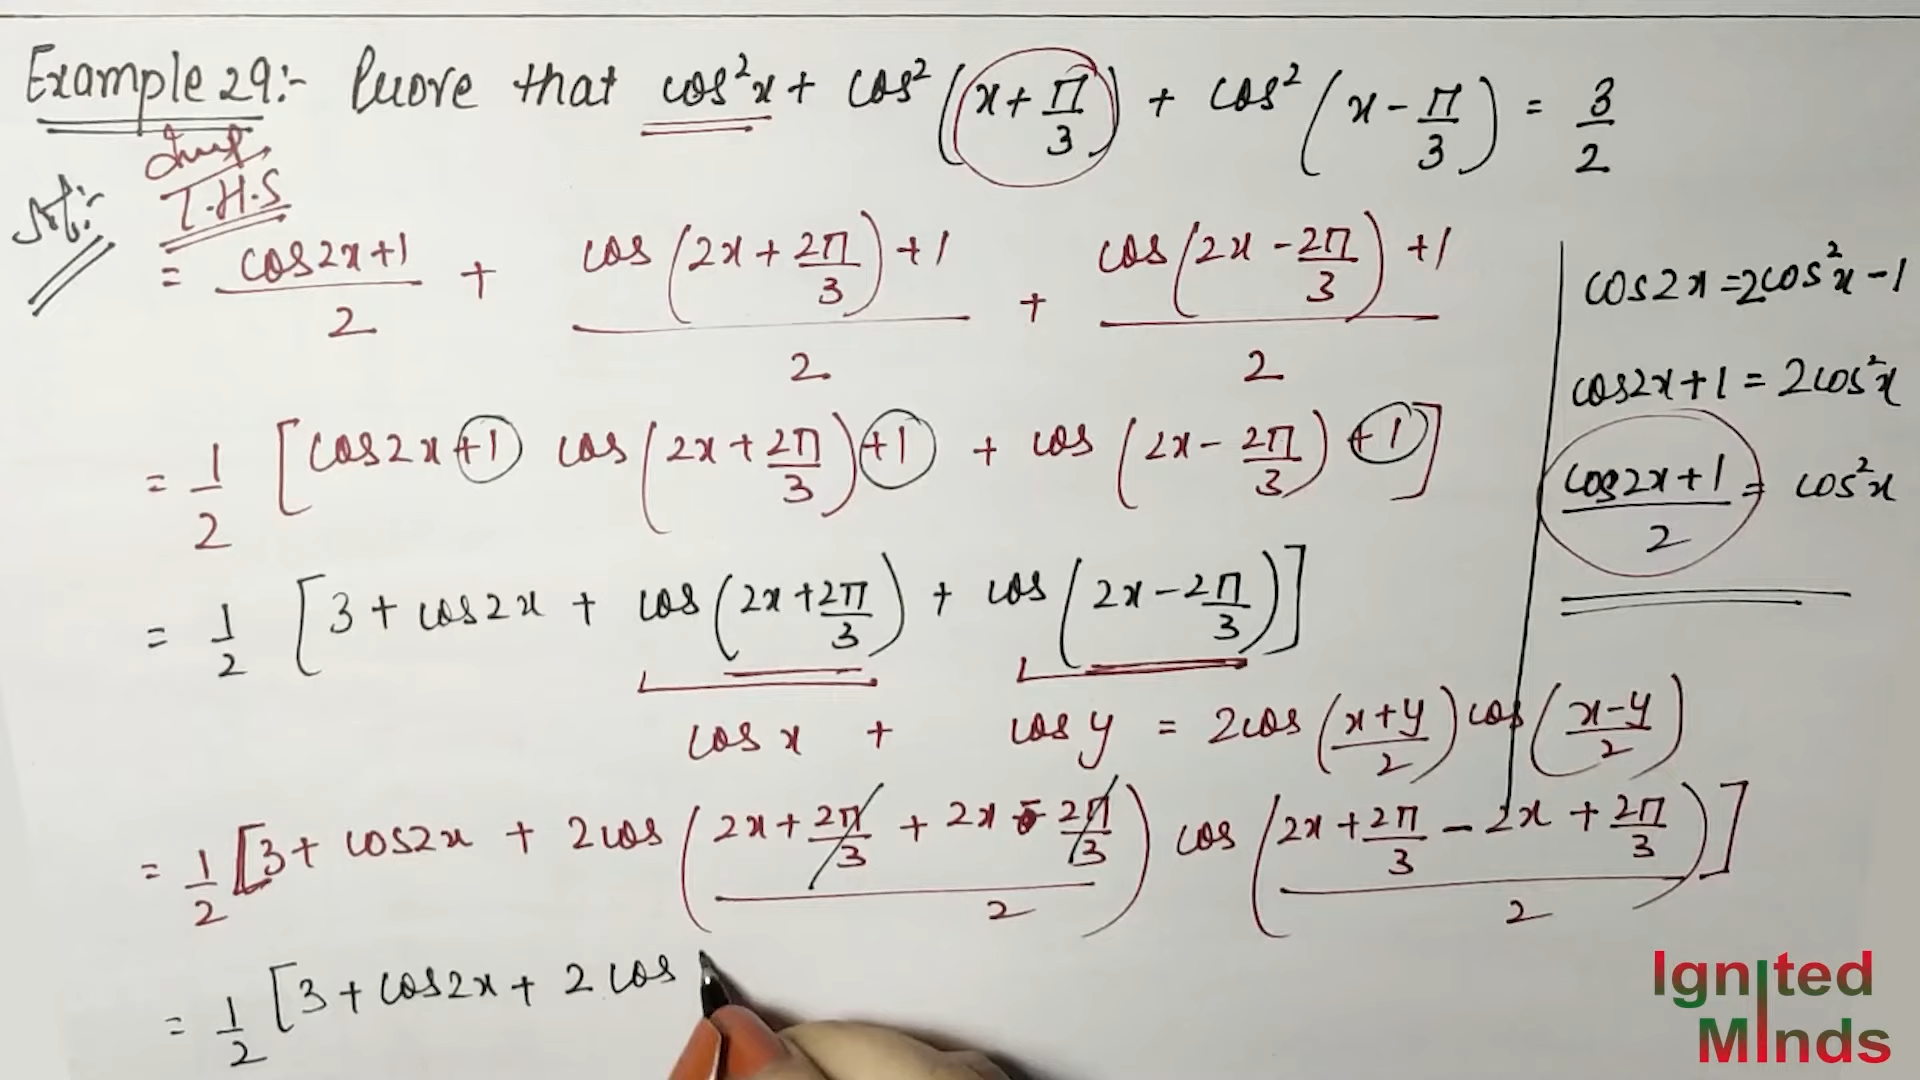 Example 29:- Prove that cos²x + cos²(x + π/3) + cos²(x - π/3) = 3/2
Imp
L.H.S
= (cos2x+1)/2 + (cos(2x + 2π/3) + 1)/2 + (cos(2x - 2π/3) + 1)/2
cos2x = 2cos²x - 1
cos2x + 1 = 2cos²x
(cos2x+1)/2 = cos²x
= 1/2 [cos2x +1 cos(2x + 2π/3) +1 + cos(2x - 2π/3) +1]
= 1/2 [3 + cos2x + cos(2x + 2π/3) + cos(2x - 2π/3)]
cos x + cos y = 2cos((x+y)/2) cos((x-y)/2)
= 1/2 [3 + cos2x + 2cos((2x + 2π/3 + 2x - 2π/3)/2) cos((2x + 2π/3 - 2x + 2π/3)/2)]
= 1/2 [3 + cos2x + 2 cos
Ignited
Minds